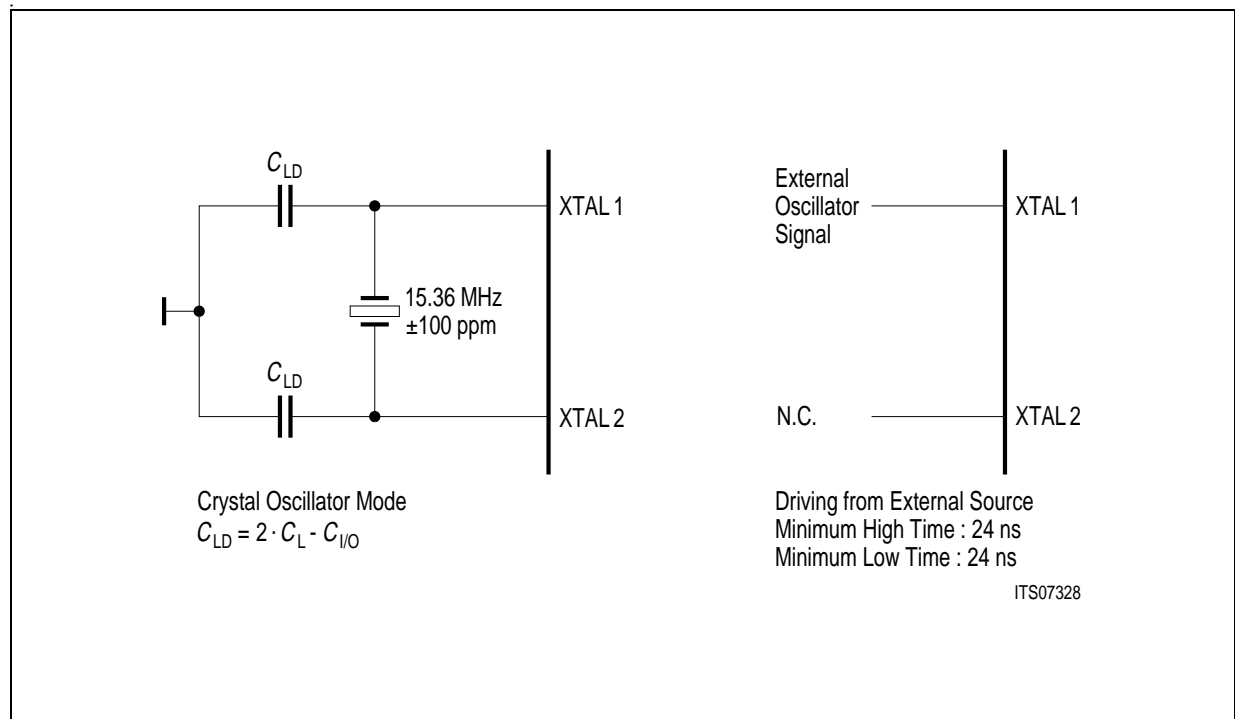 C_LD
XTAL 1
15.36 MHz
±100 ppm
C_LD
XTAL 2
Crystal Oscillator Mode
C_LD = 2 · C_L - C_I/O
External
Oscillator
Signal
XTAL 1
N.C.
XTAL 2
Driving from External Source
Minimum High Time : 24 ns
Minimum Low Time : 24 ns
ITS07328